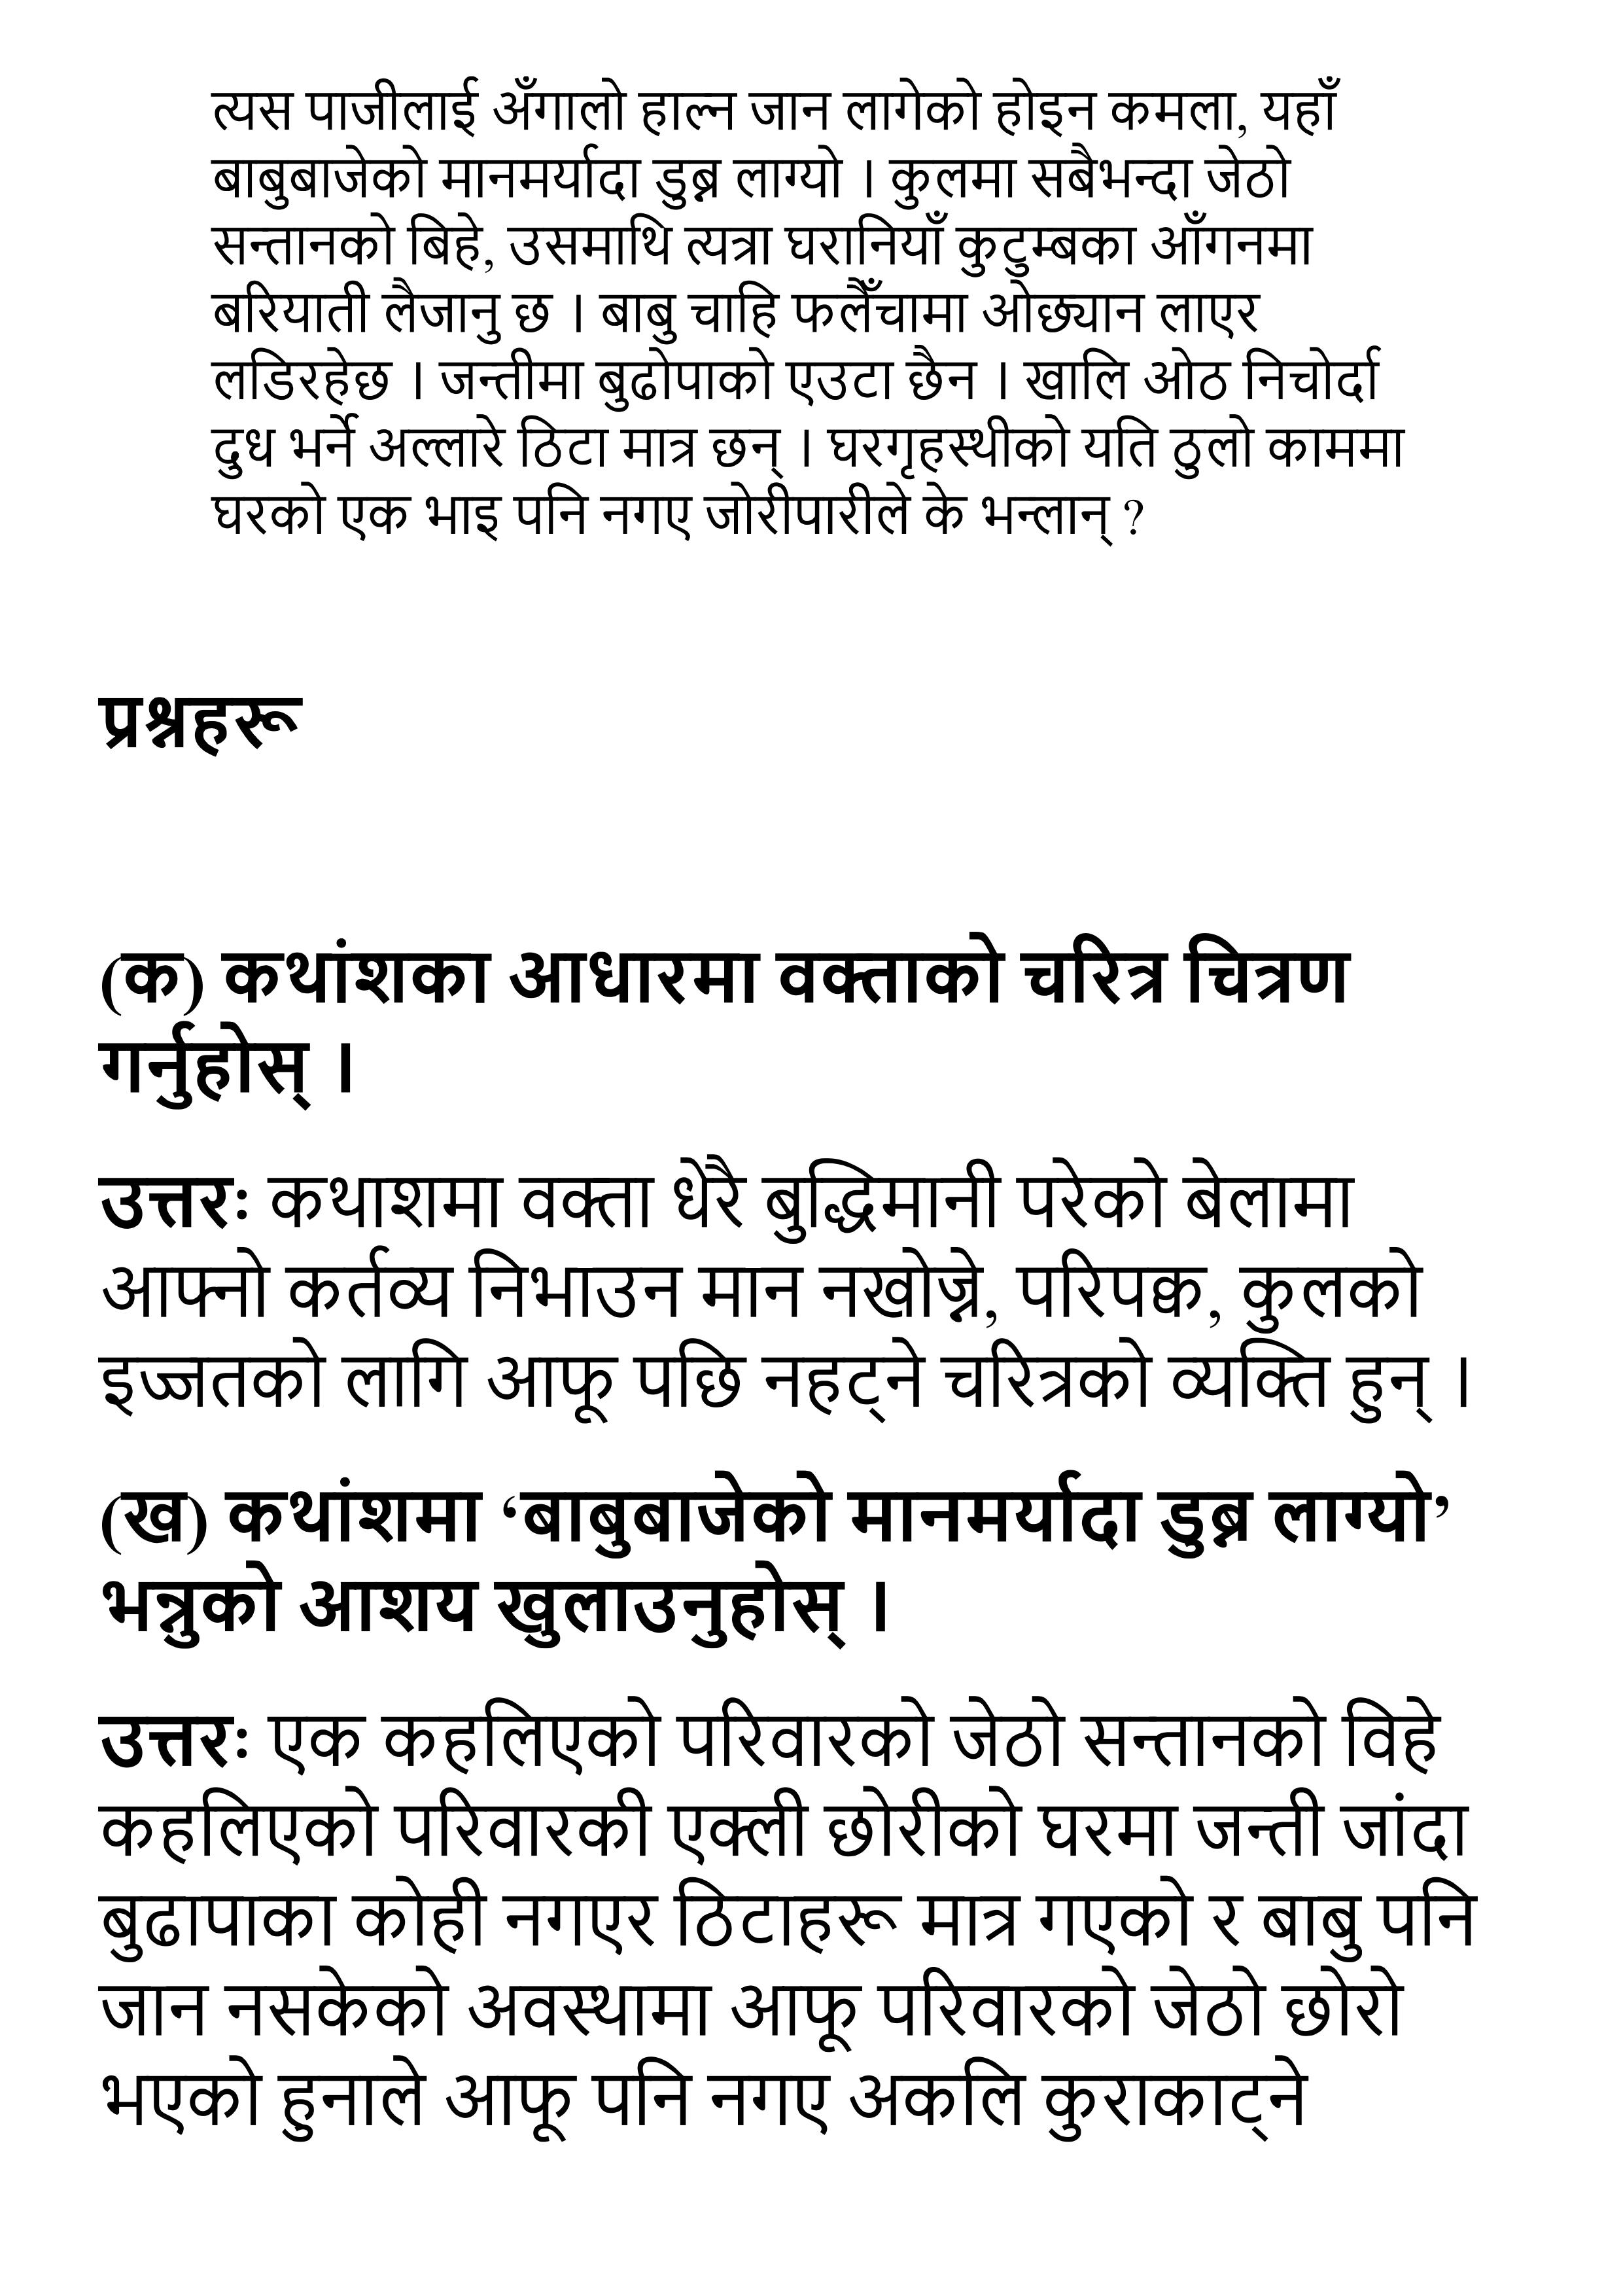 त्यस पाजीलाई अँगालो हाल्न जान लागेको होइन कमला, यहाँ
बाबुबाजेको मानमर्यादा डुब्न लाग्यो । कुलमा सबैभन्दा जेठो
सन्तानको बिहे, उसमाथि त्यत्रा घरानियाँ कुटुम्बका आँगनमा
बरियाती लैजानु छ । बाबु चाहि फलैँचामा ओछ्यान लाएर
लडिरहेछ । जन्तीमा बुढोपाको एउटा छैन । खालि ओठ निचोर्दा
दुध भर्ने अल्लारे ठिटा मात्र छन् । घरगृहस्थीको यति ठुलो काममा
घरको एक भाइ पनि नगए जोरीपारीले के भन्लान् ?
प्रश्नहरू
(क) कथांशका आधारमा वक्ताको चरित्र चित्रण
गर्नुहोस् ।
उत्तरः कथाशमा वक्ता धेरै बुद्धिमानी परेको बेलामा
आफ्नो कर्तव्य निभाउन मान नखोज्ने, परिपक्व, कुलको
इज्जतको लागि आफू पछि नहट्ने चरित्रको व्यक्ति हुन् ।
(ख) कथांशमा ‘बाबुबाजेको मानमर्यादा डुब्न लाग्यो’
भन्नुको आशय खुलाउनुहोस् ।
उत्तरः एक कहलिएको परिवारको जेठो सन्तानको विहे
कहलिएको परिवारकी एक्ली छोरीको घरमा जन्ती जांदा
बुढापाका कोही नगएर ठिटाहरू मात्र गएको र बाबु पनि
जान नसकेको अवस्थामा आफू परिवारको जेठो छोरो
भएको हुनाले आफू पनि नगए अकलि कुराकाट्ने